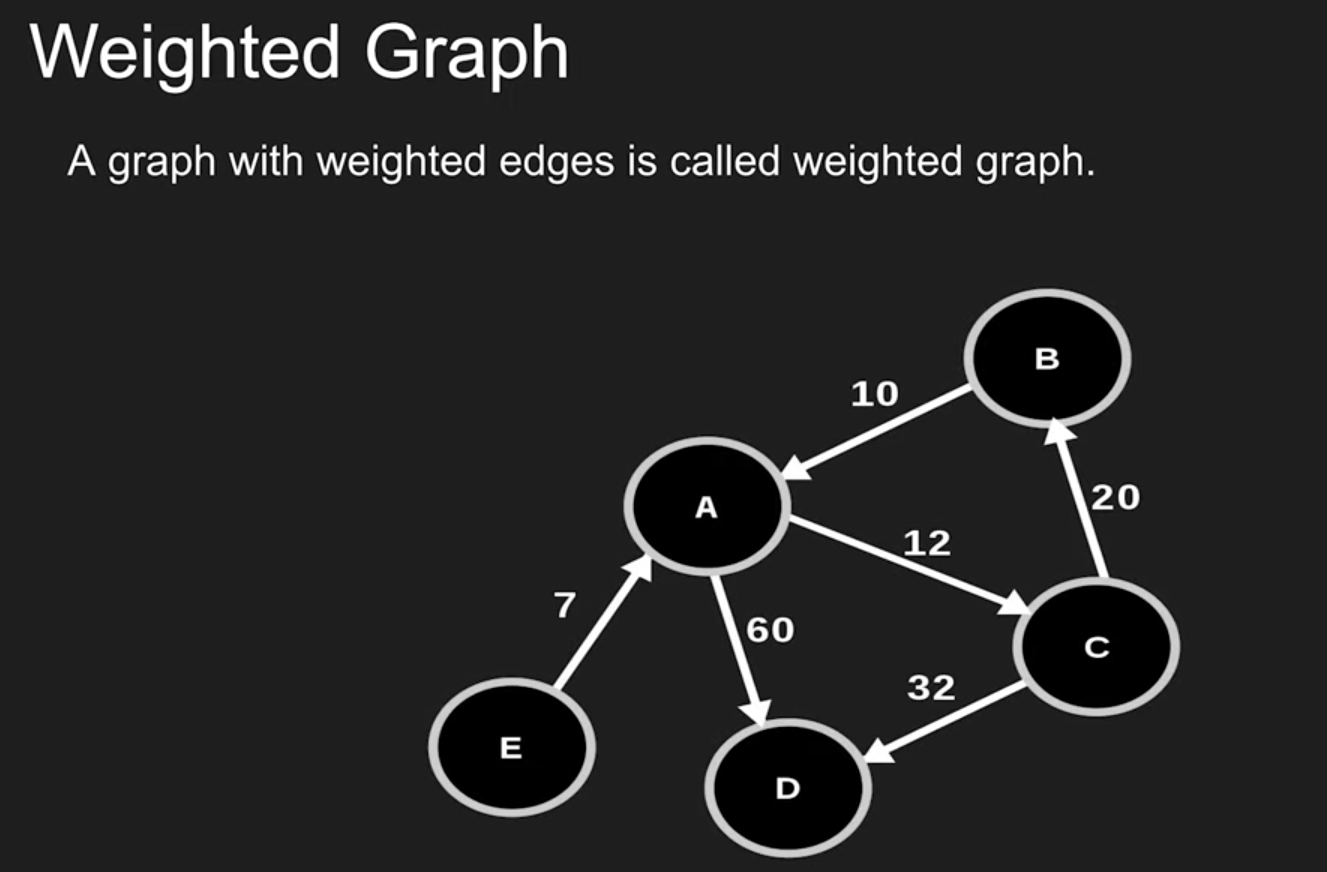 Weighted Graph
A graph with weighted edges is called weighted graph.
B
10
20
A
12
7
60
C
32
E
D